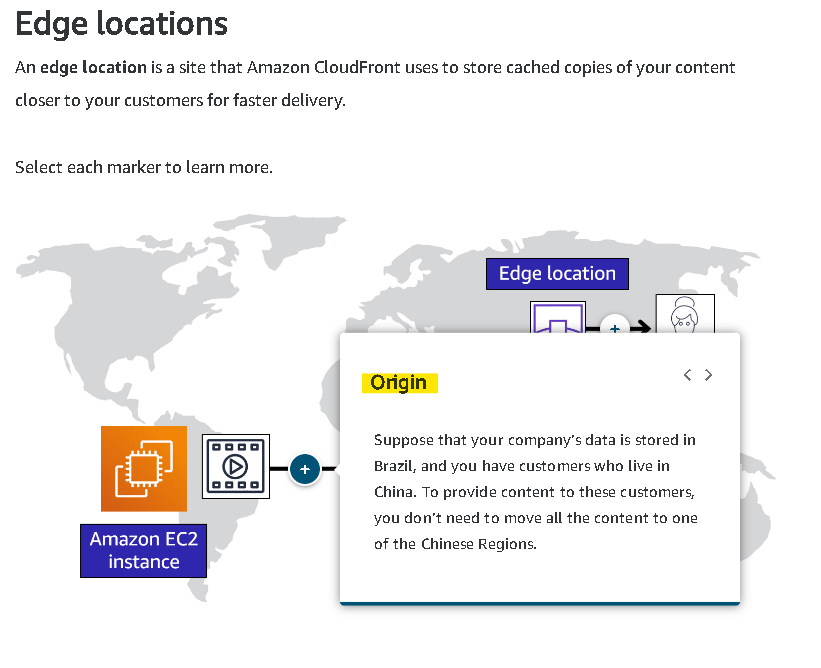 Edge locations
An edge location is a site that Amazon CloudFront uses to store cached copies of your content
closer to your customers for faster delivery.
Select each marker to learn more.
Edge location
Origin
Suppose that your company's data is stored in
Brazil, and you have customers who live in
China. To provide content to these customers,
you don't need to move all the content to one
of the Chinese Regions.
Amazon EC2
instance